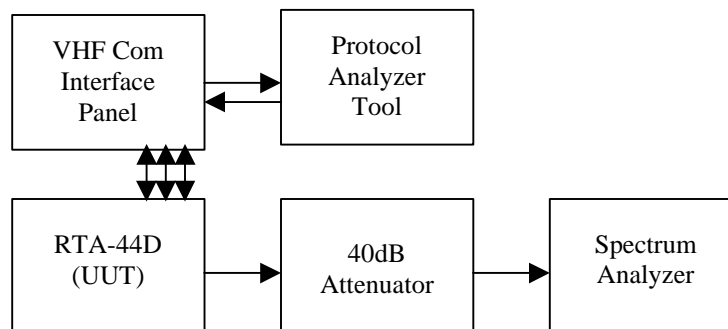 VHF Com
Interface
Panel
Protocol
Analyzer
Tool
RTA-44D
(UUT)
40dB
Attenuator
Spectrum
Analyzer